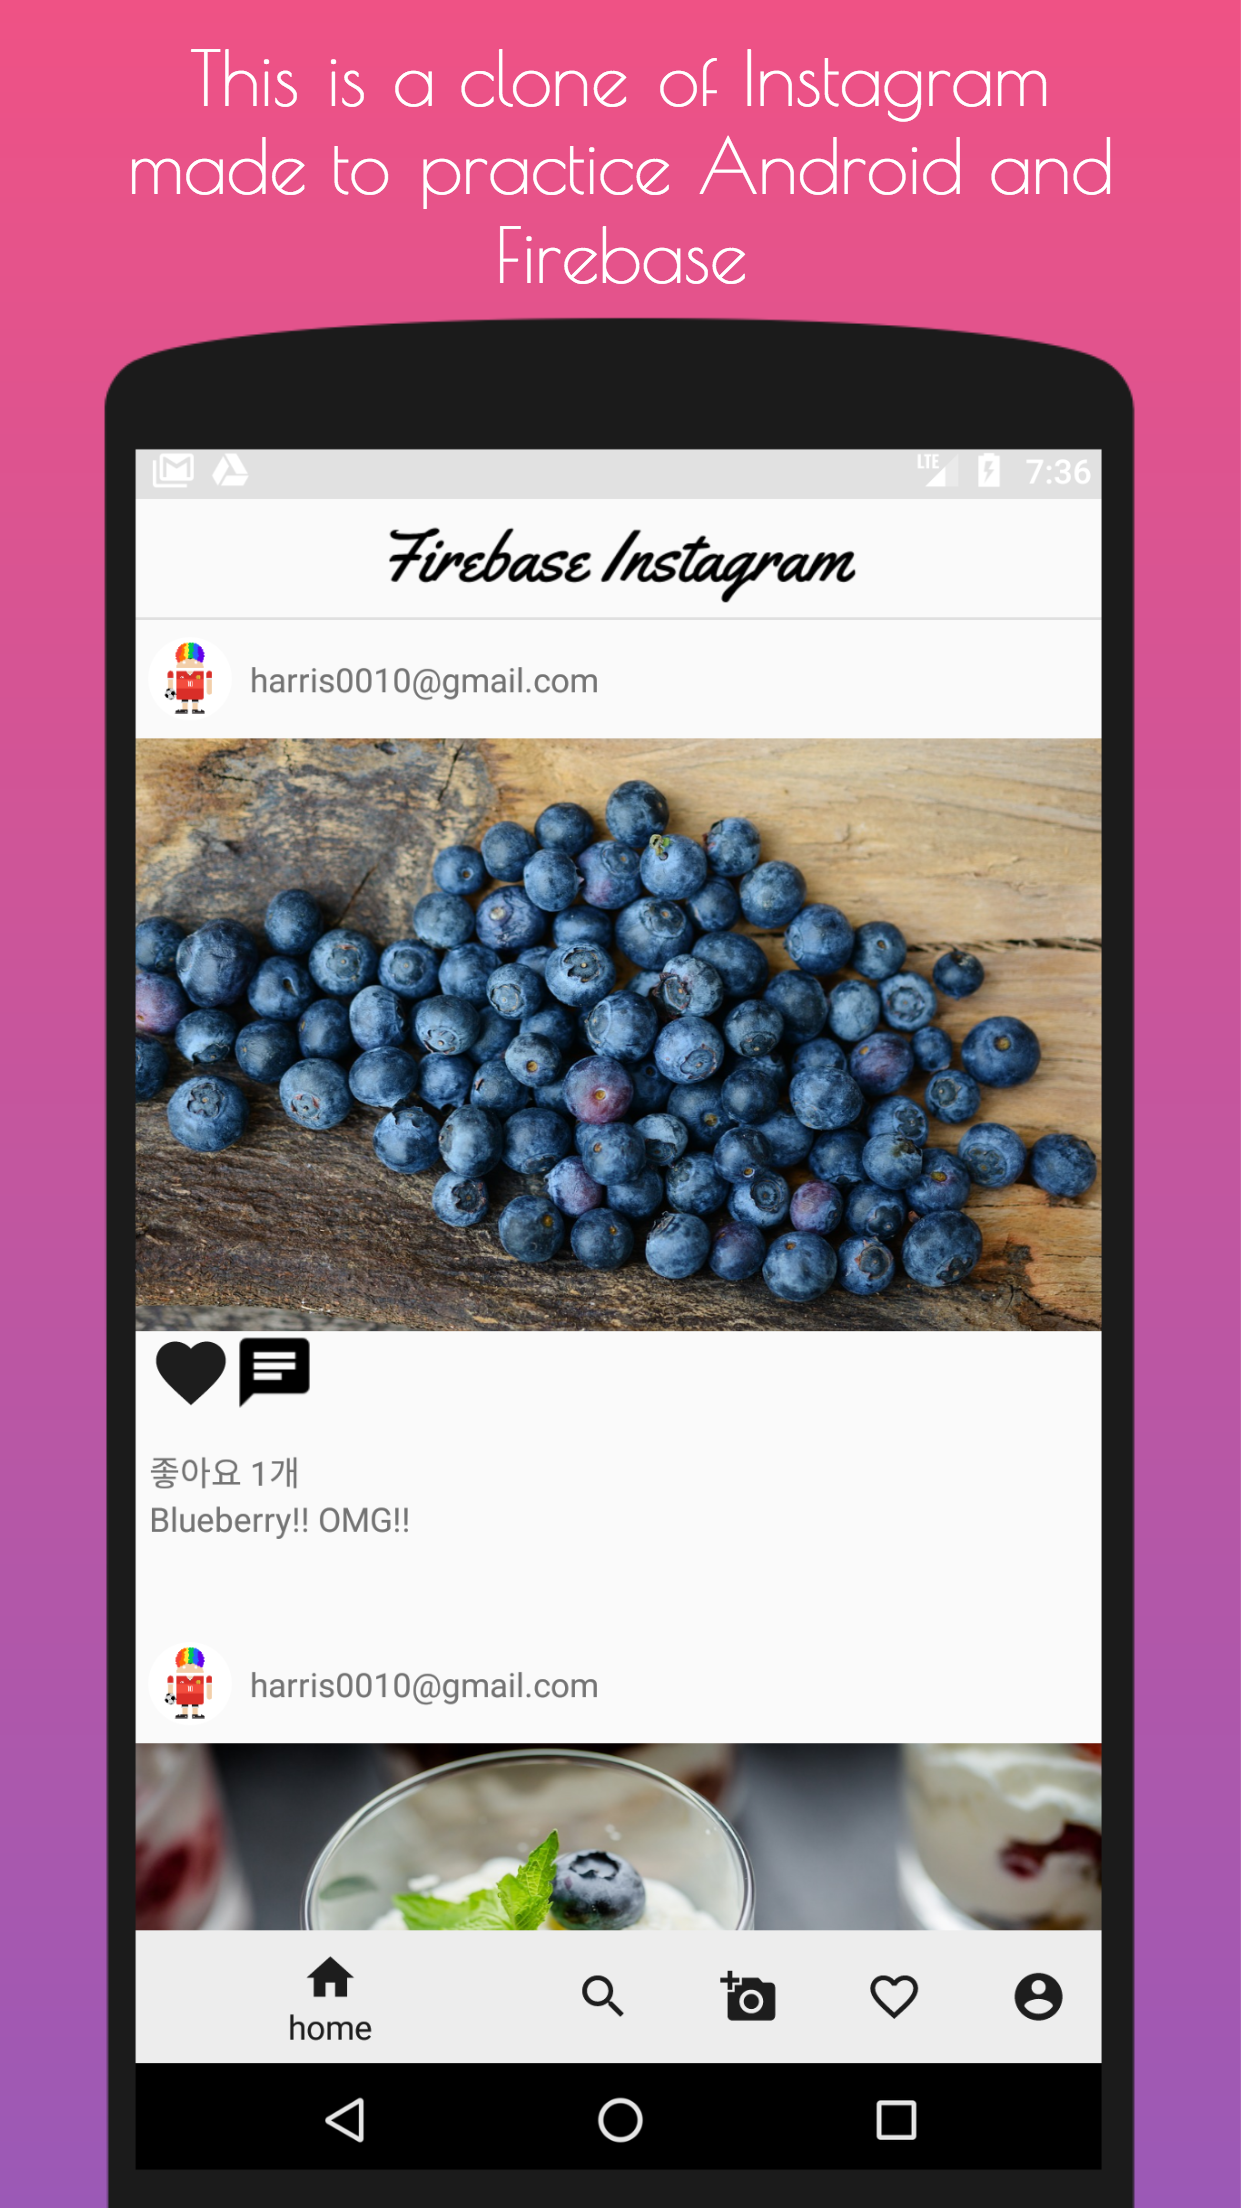 This is a clone of Instagram
made to practice Android and
Firebase
LTE 7:36
Firebase Instagram
harris0010@gmail.com
좋아요 1개
Blueberry!! OMG!!
harris0010@gmail.com
home